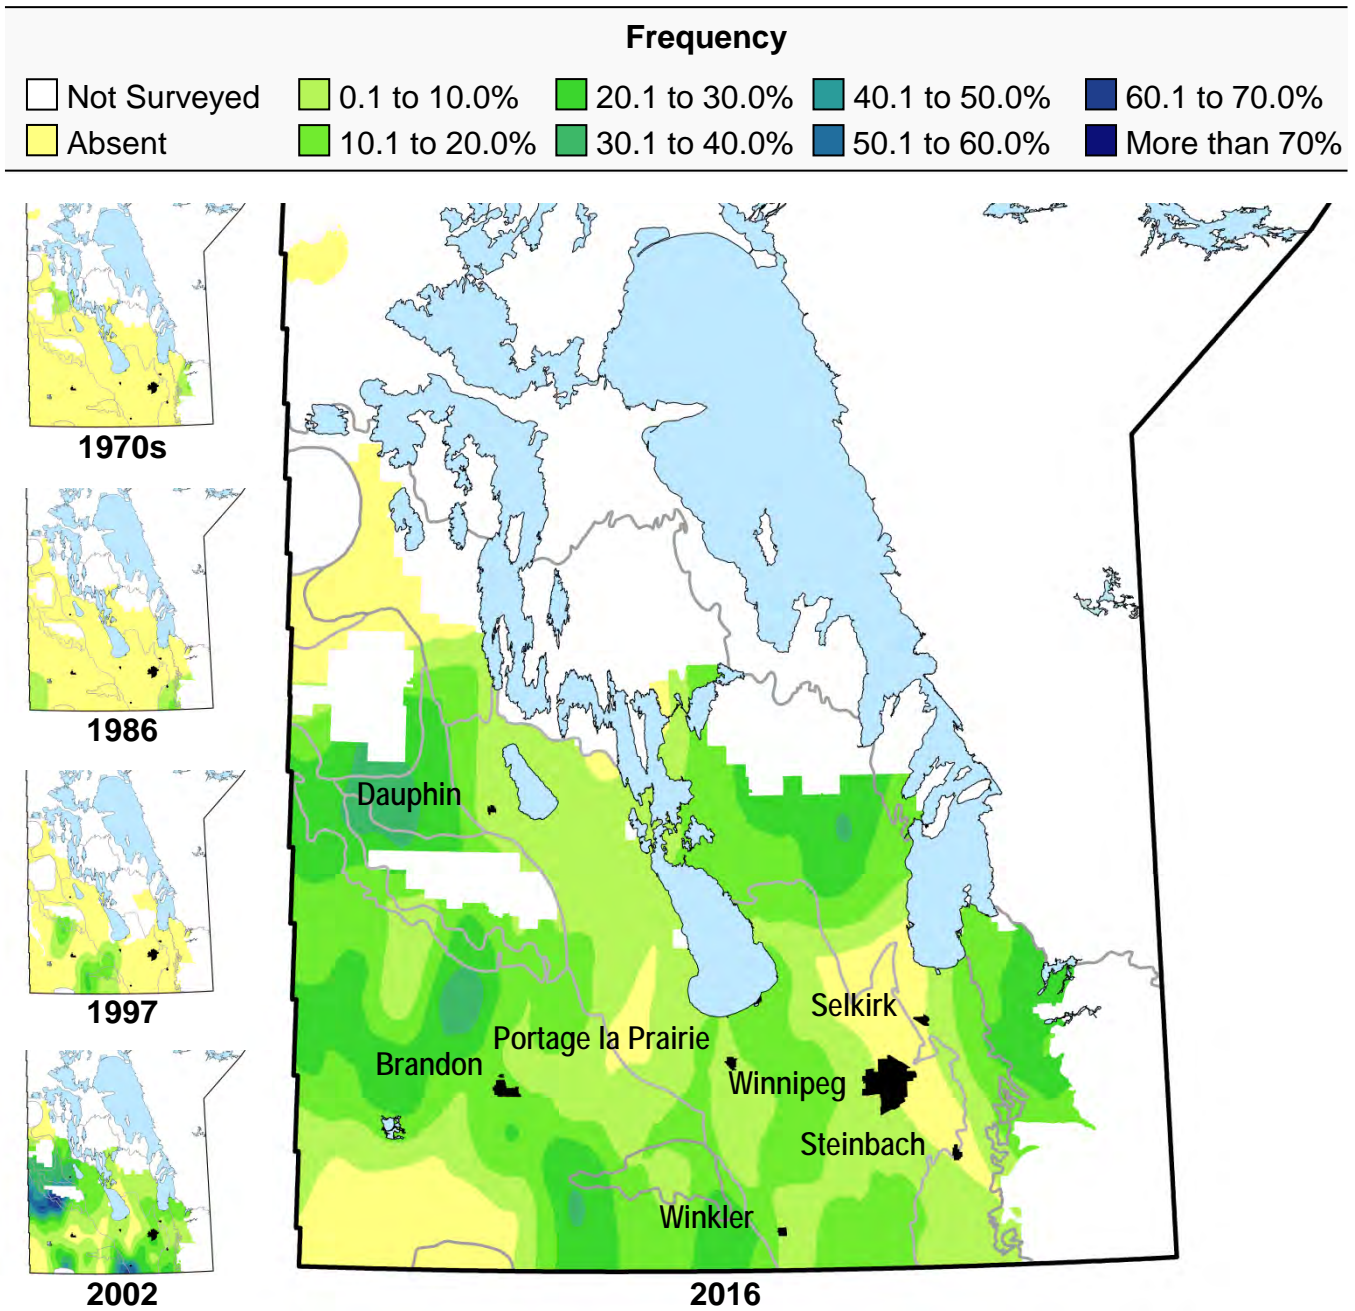 Frequency
Not Surveyed 0.1 to 10.0% 20.1 to 30.0% 40.1 to 50.0% 60.1 to 70.0%
Absent 10.1 to 20.0% 30.1 to 40.0% 50.1 to 60.0% More than 70%
1970s
1986
1997
2002
Dauphin
Selkirk
Portage la Prairie
Brandon
Winnipeg
Steinbach
Winkler
2016